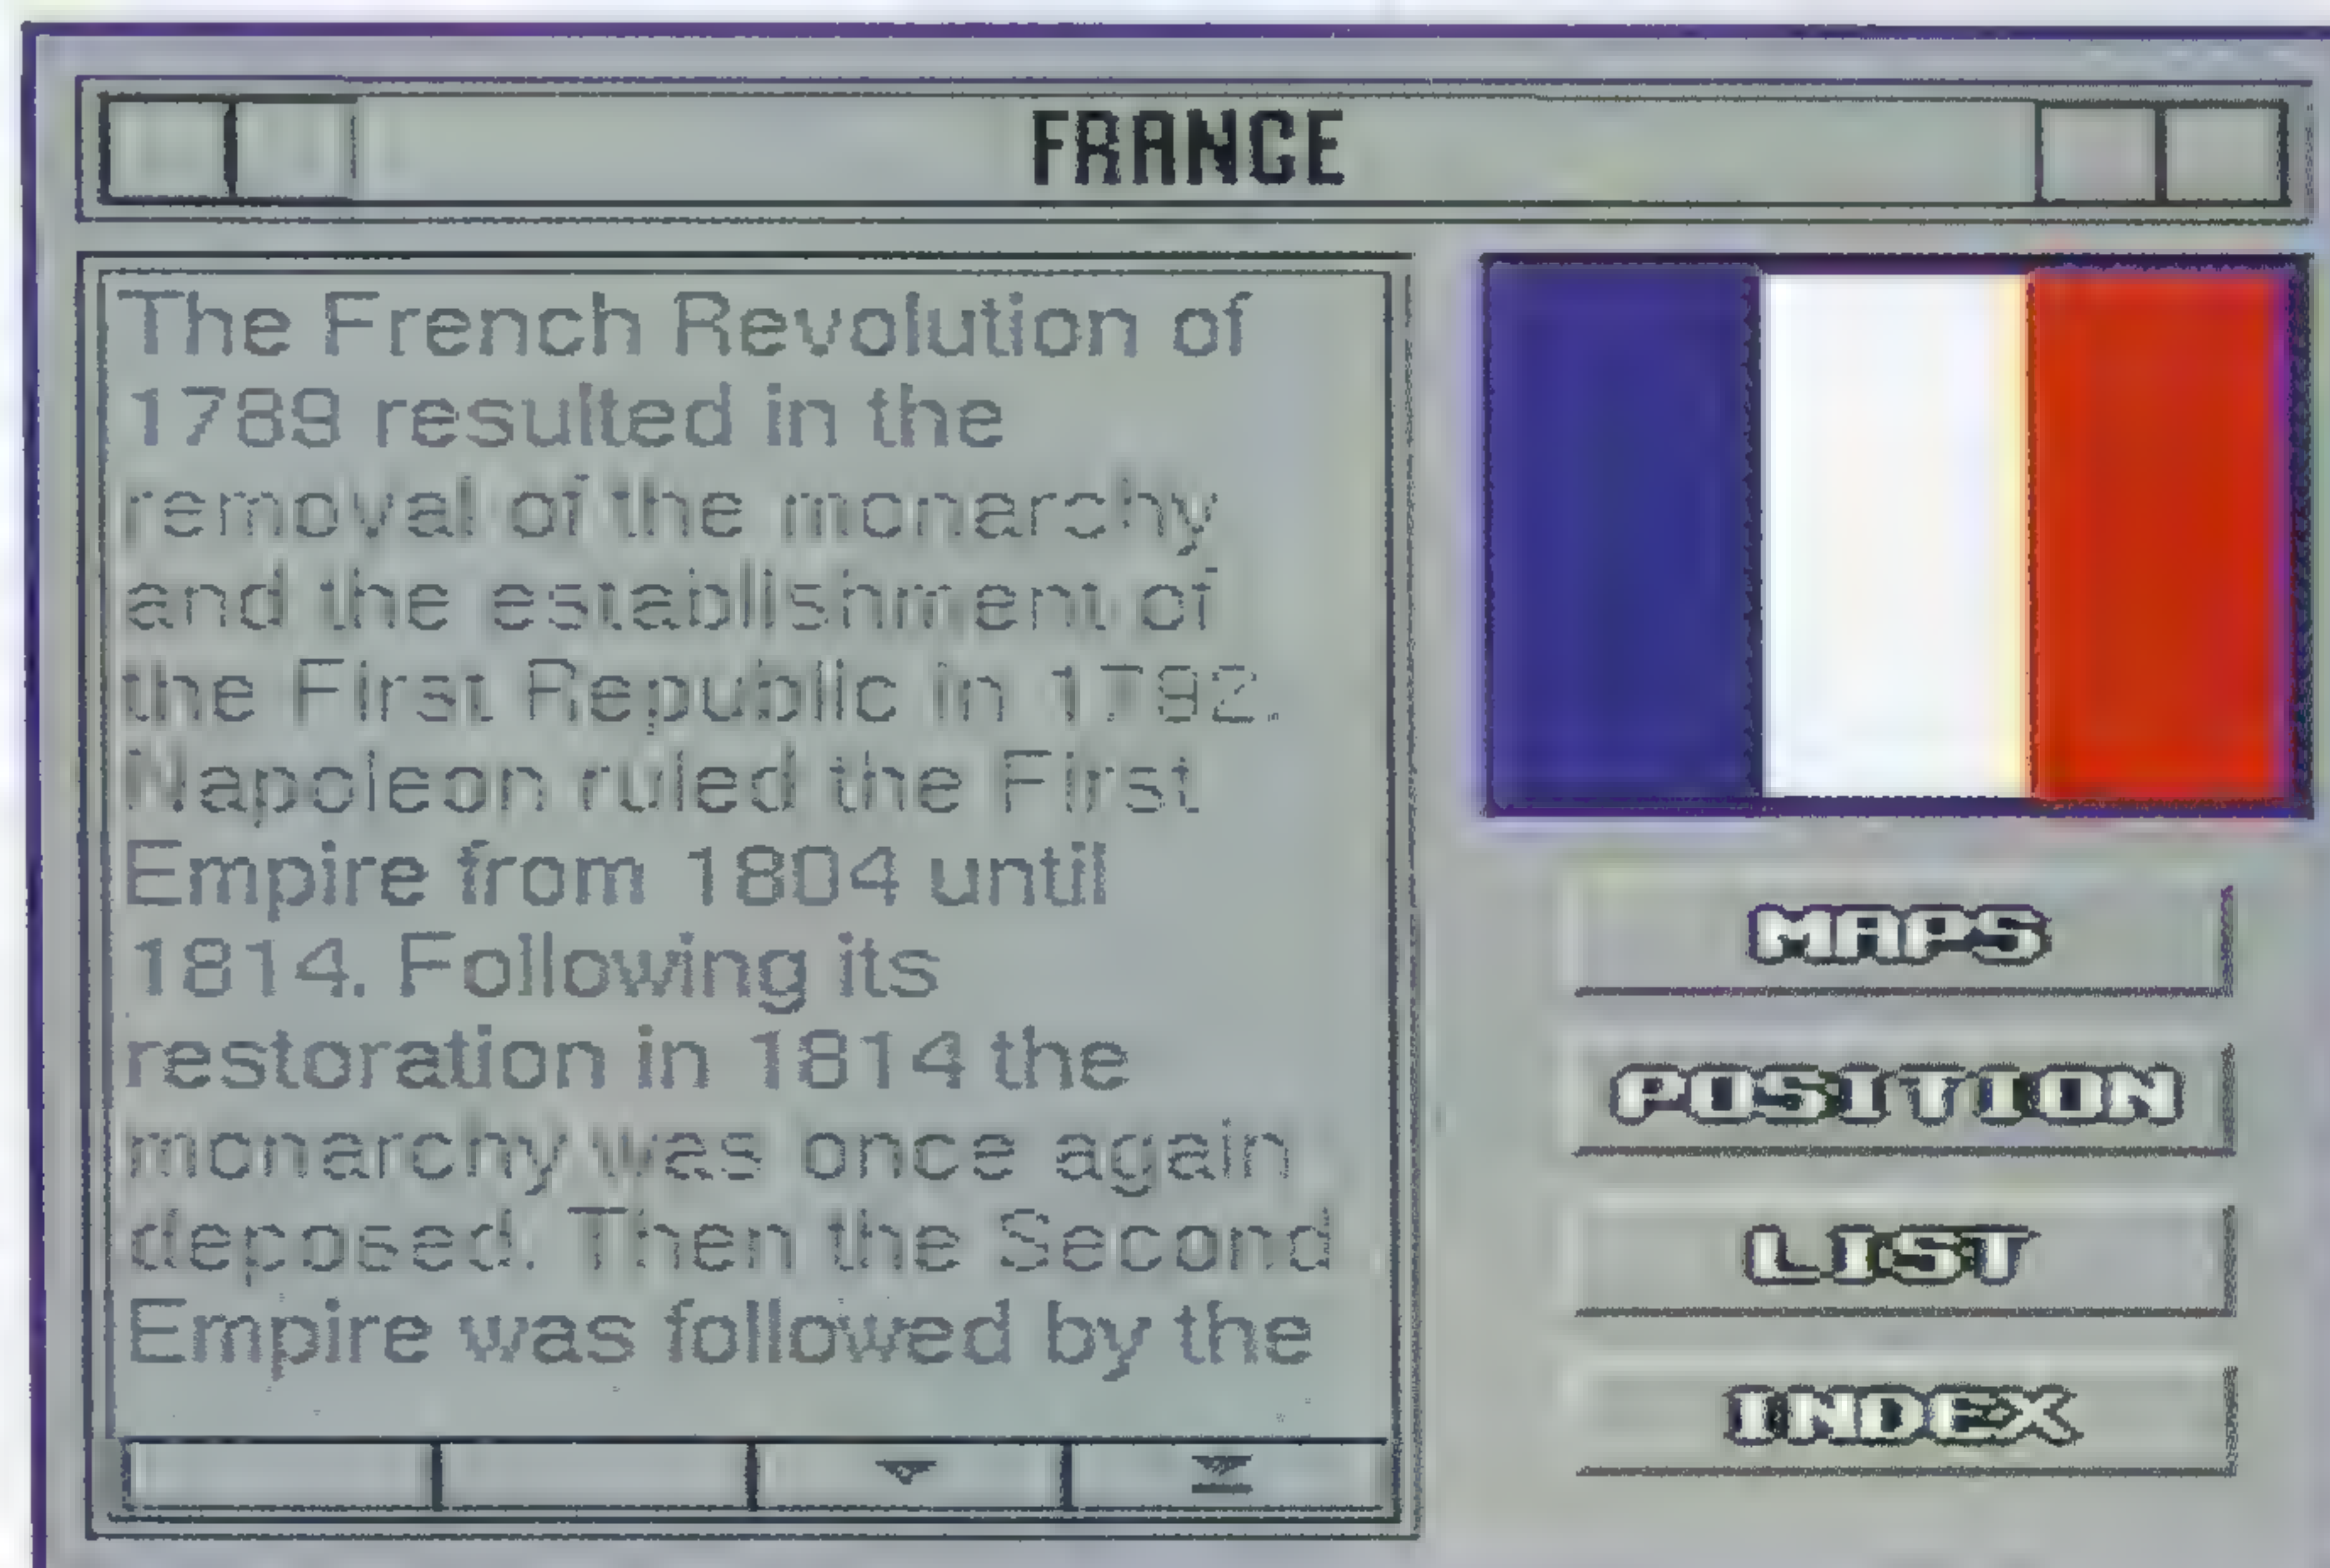 FRANCE
The French Revolution of
1789 resulted in the
removal of the monarchy
and the establishment of
the First Republic in 1792.
Napoleon ruled the First
Empire from 1804 until
1814. Following its
restoration in 1814 the
monarchy was once again
deposed. Then the Second
Empire was followed by the
MAPS
POSITION
LIST
INDEX